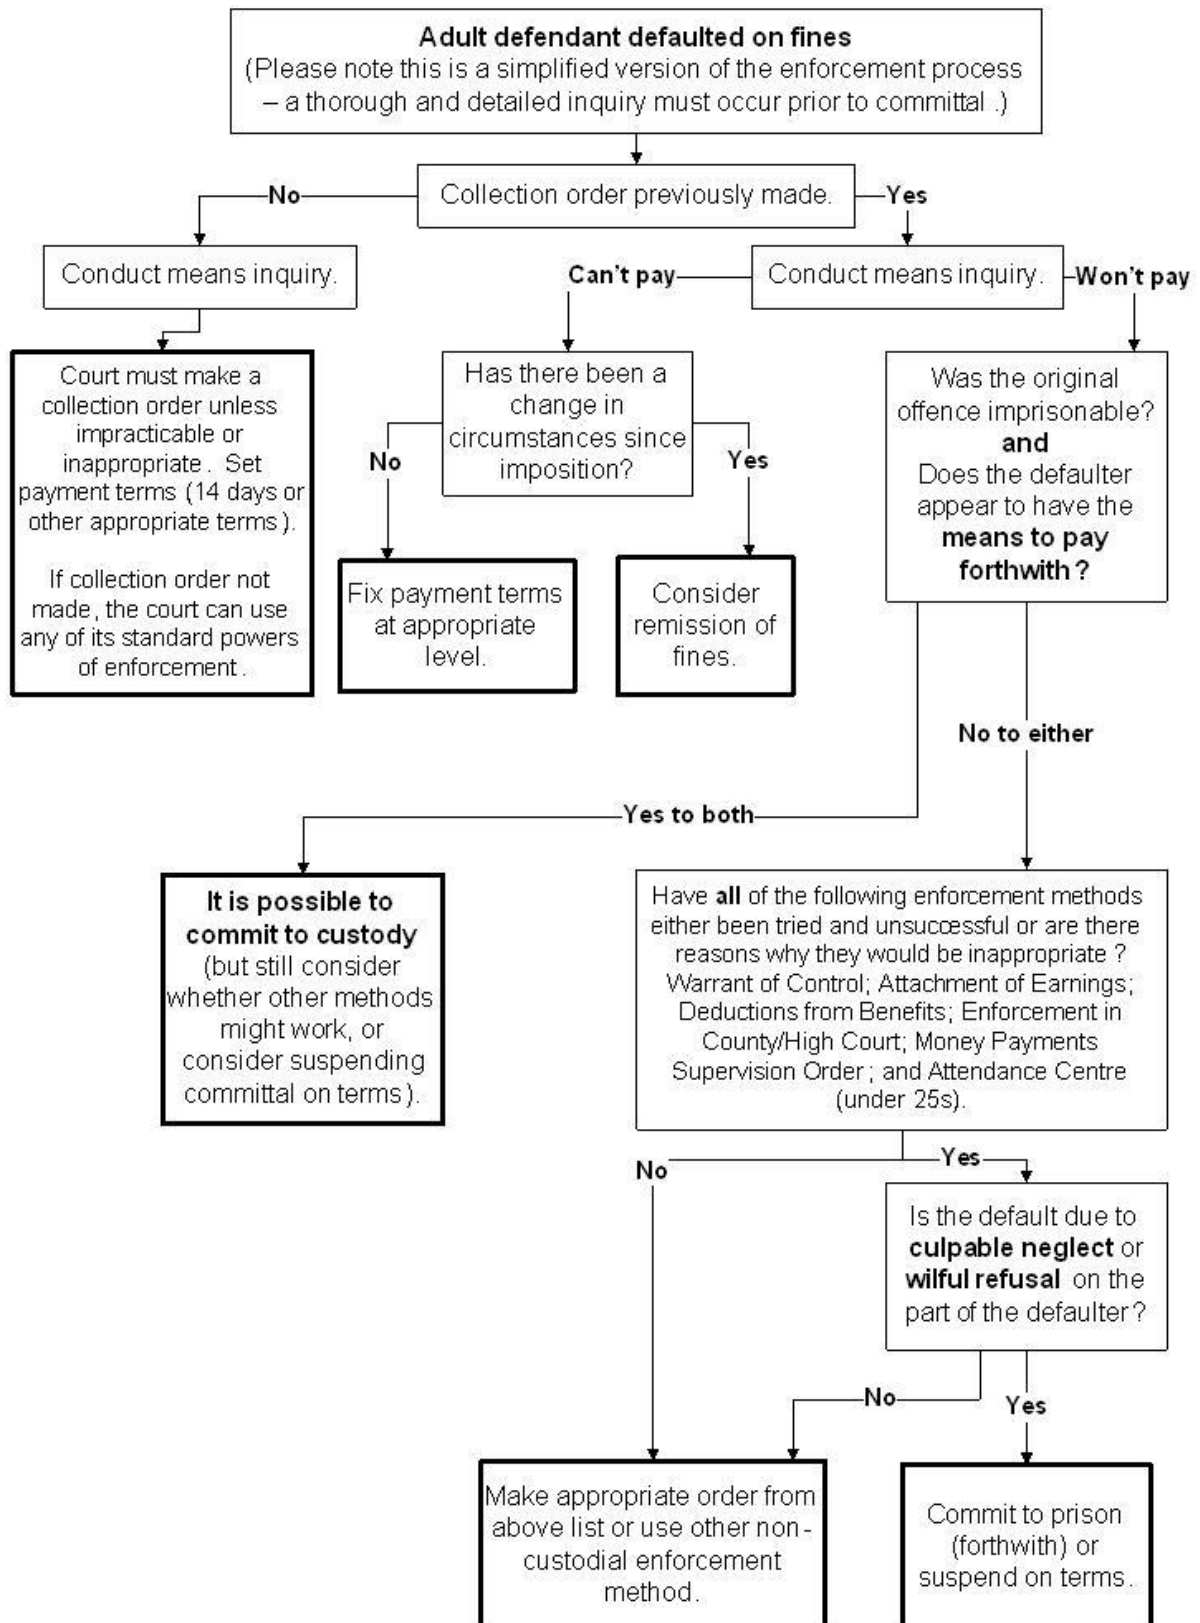 Adult defendant defaulted on fines
(Please note this is a simplified version of the enforcement process
– a thorough and detailed inquiry must occur prior to committal .)
No
Collection order previously made.
Yes
Conduct means inquiry.
Can't pay
Conduct means inquiry.
Won't pay
Court must make a
collection order unless
impracticable or
inappropriate . Set
payment terms (14 days or
other appropriate terms ).
If collection order not
made, the court can use
any of its standard powers
of enforcement .
Has there been a
change in
circumstances since
imposition?
No
Yes
Fix payment terms
at appropriate
level.
Consider
remission of
fines.
Was the original
offence imprisonable?
and
Does the defaulter
appear to have the
means to pay
forthwith ?
No to either
Yes to both
It is possible to
commit to custody
(but still consider
whether other methods
might work, or
consider suspending
committal on terms ).
Have all of the following enforcement methods
either been tried and unsuccessful or are there
reasons why they would be inappropriate ?
Warrant of Control; Attachment of Earnings;
Deductions from Benefits; Enforcement in
County/High Court; Money Payments
Supervision Order ; and Attendance Centre
(under 25s).
No
Yes
Is the default due to
culpable neglect or
wilful refusal on the
part of the defaulter ?
No
Yes
Make appropriate order from
above list or use other non-
custodial enforcement
method.
Commit to prison
(forthwith) or
suspend on terms .